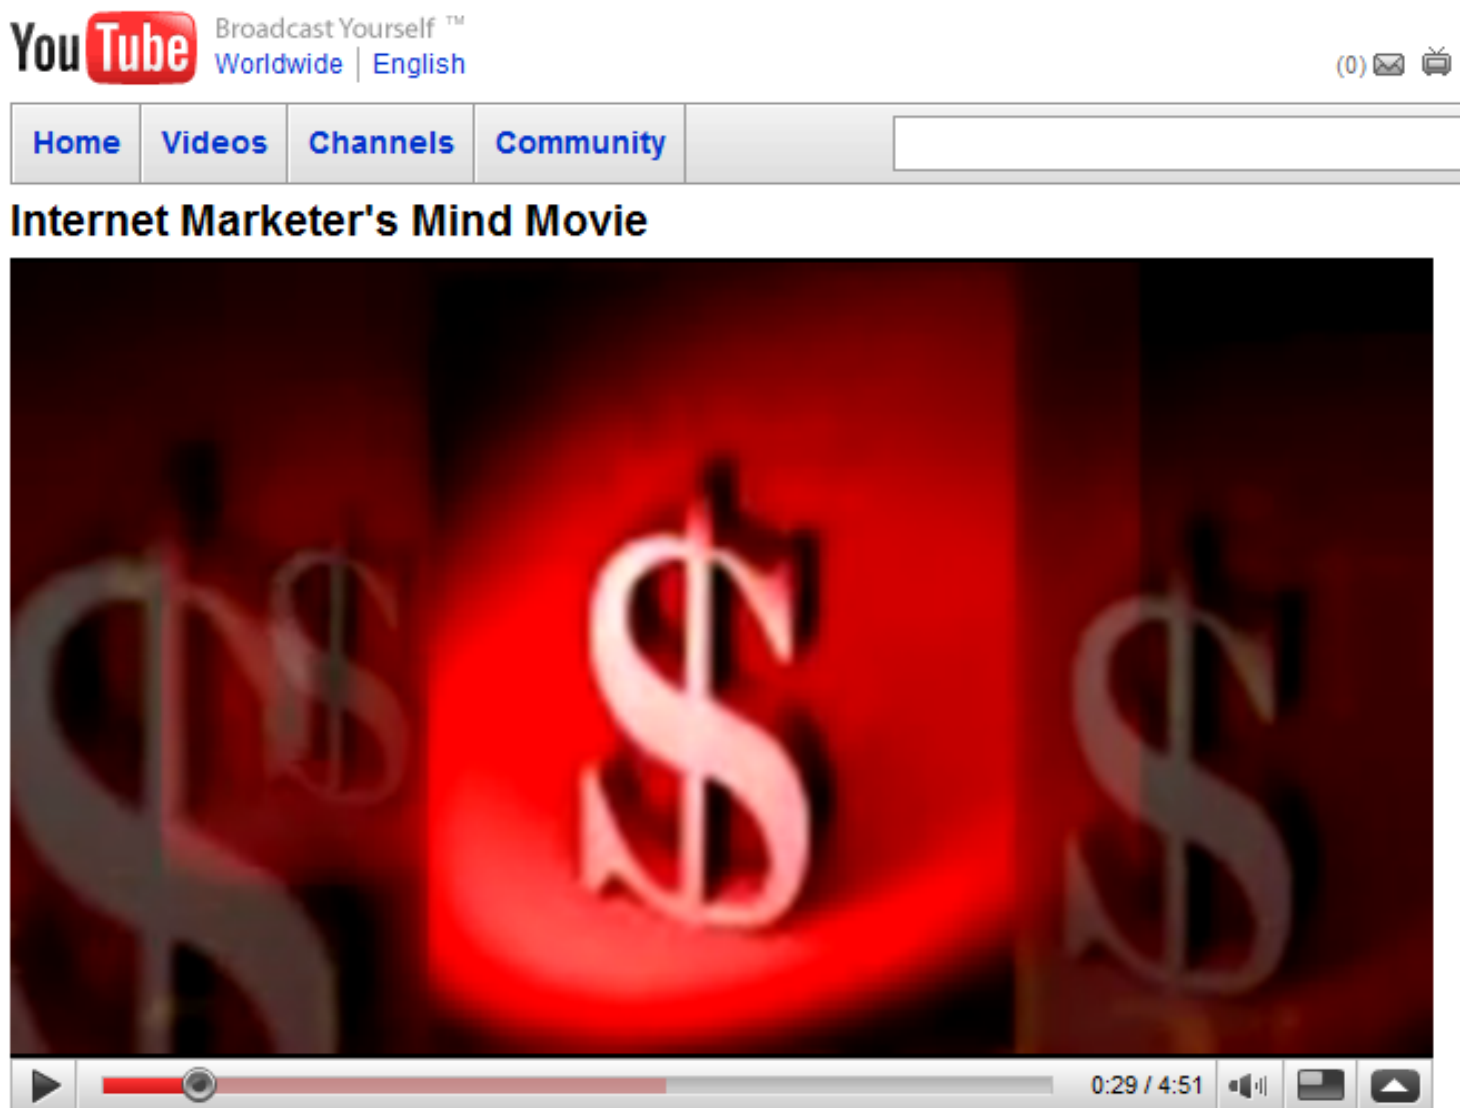 YouTube Broadcast Yourself ™
Worldwide | English
(0)
Home Videos Channels Community
Internet Marketer's Mind Movie
$ $ $ $
0:29 / 4:51